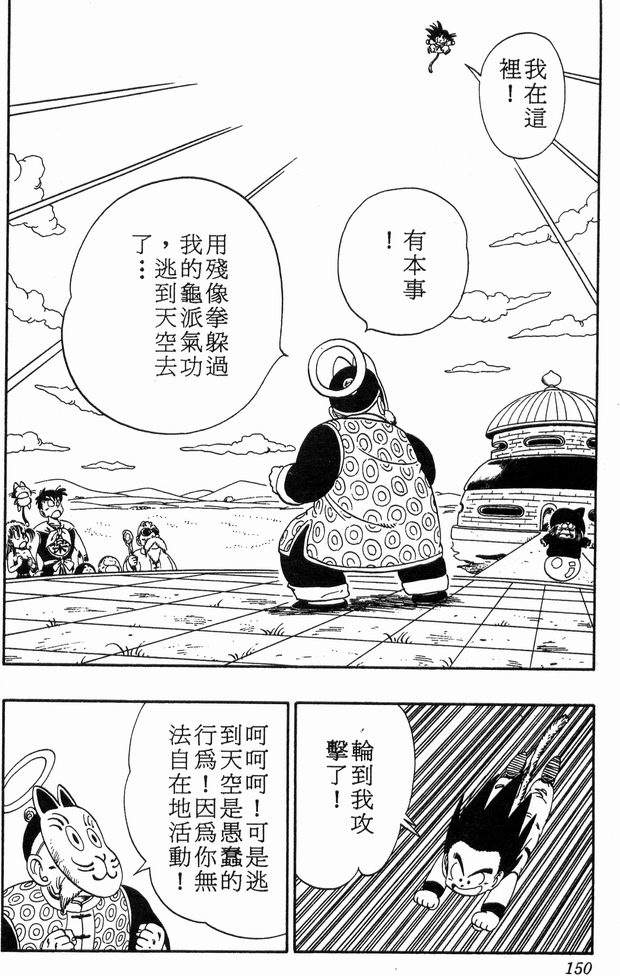 我在這
裡！
有本事
！
用殘像拳躲過
我的龜派氣功
，逃到天空去
了…
輪到我攻
擊了！
呵呵呵！可是逃
到天空是愚蠢的
行為！因為你無
法自在地活動！
150